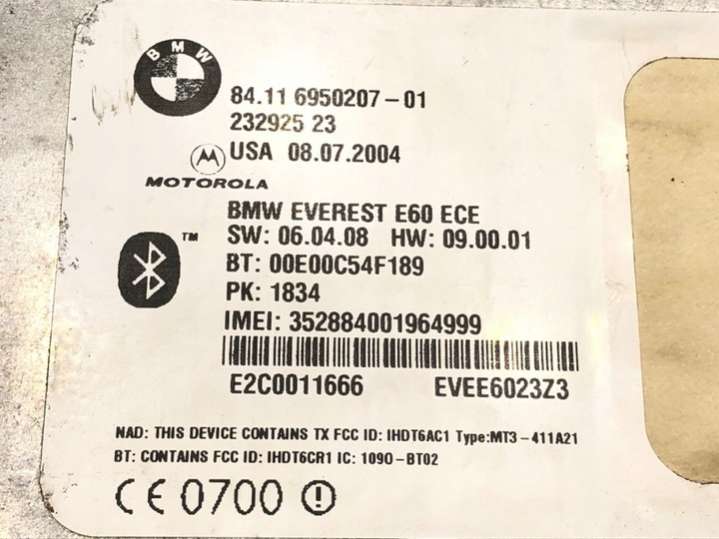 BMW
84.11 6950207-01
232925 23
USA 08.07.2004
MOTOROLA
BMW EVEREST E60 ECE
SW: 06.04.08 HW: 09.00.01
TM
BT: 00E00C54F189
PK: 1834
IMEI: 352884001964999
E2C0011666 EVEE6023Z3
NAD: THIS DEVICE CONTAINS TX FCC ID: IHDT6AC1 Type:MT3-411A21
BT: CONTAINS FCC ID: IHDT6CR1 IC: 1090-BT02
CE 0700 !